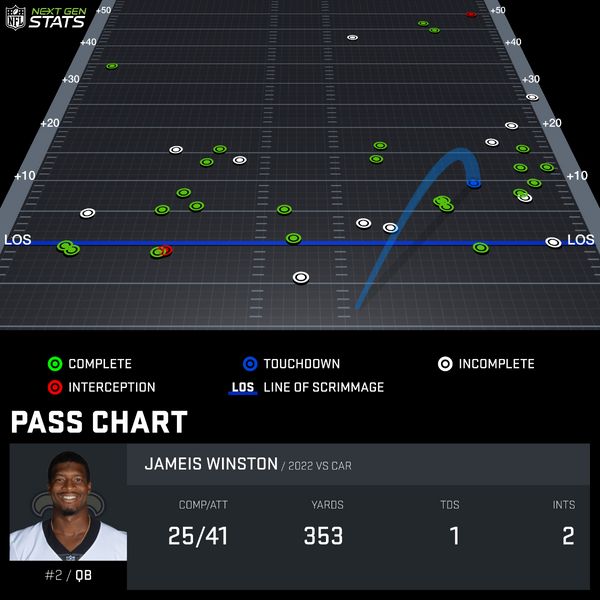 NFL NEXT GEN STATS
+50 +50
+40 +40
+30 +30
+20 +20
+10 +10
LOS LOS
COMPLETE TOUCHDOWN INCOMPLETE
INTERCEPTION LOS LINE OF SCRIMMAGE
PASS CHART
JAMEIS WINSTON / 2022 VS CAR
COMP/ATT YARDS TDS INTS
25/41 353 1 2
#2 / QB